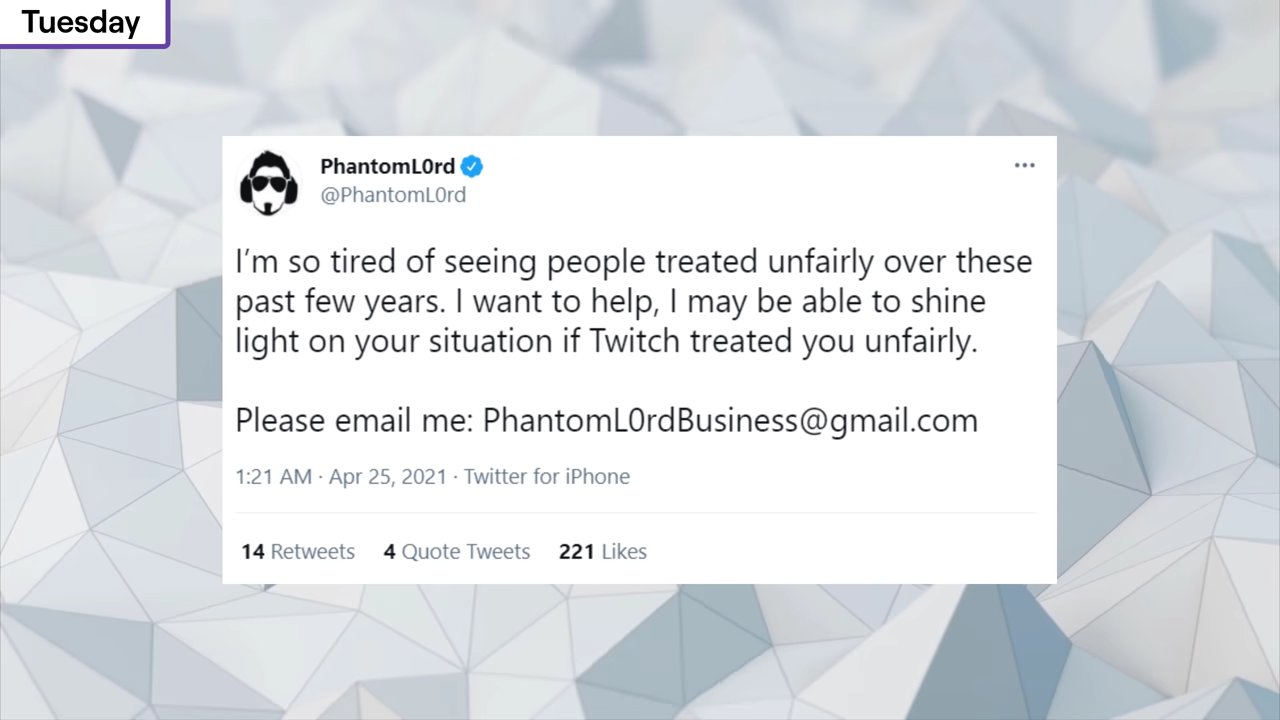 Tuesday
PhantomL0rd
@PhantomL0rd
I'm so tired of seeing people treated unfairly over these
past few years. I want to help, I may be able to shine
light on your situation if Twitch treated you unfairly.
Please email me: PhantomL0rdBusiness@gmail.com
1:21 AM · Apr 25, 2021 · Twitter for iPhone
14 Retweets 4 Quote Tweets 221 Likes